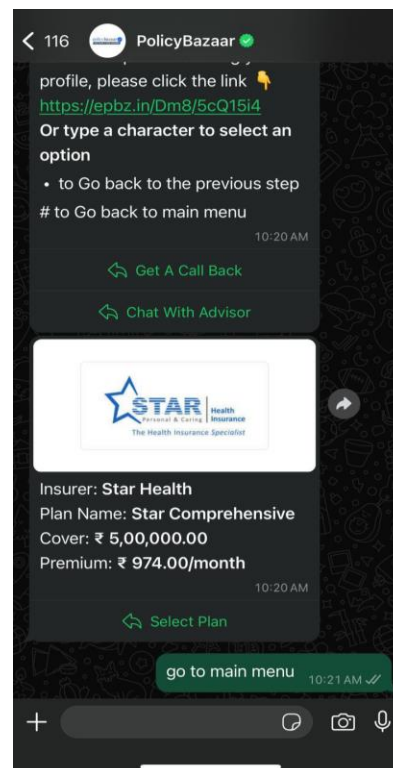 116
PolicyBazaar
profile, please click the link 👇
https://epbz.in/Dm8/5cQ15i4
Or type a character to select an
option
• to Go back to the previous step
# to Go back to main menu
10:20 AM
Get A Call Back
Chat With Advisor
STAR Health
Insurance
Personal & Caring
The Health Insurance Specialist
Insurer: Star Health
Plan Name: Star Comprehensive
Cover: ₹ 5,00,000.00
Premium: ₹ 974.00/month
10:20 AM
Select Plan
go to main menu 10:21 AM